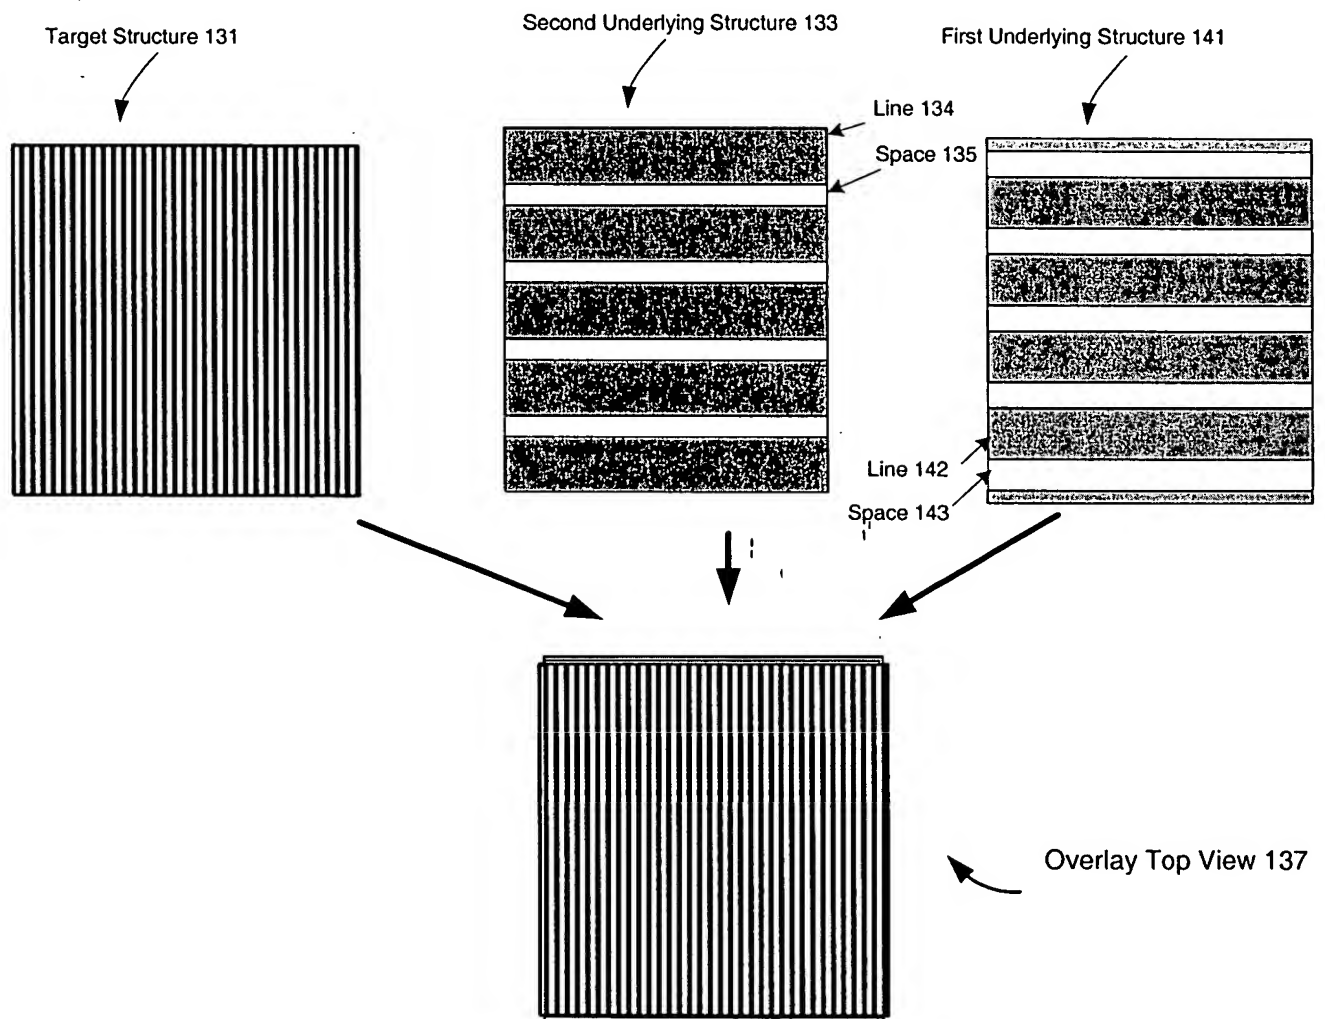 Target Structure 131
Second Underlying Structure 133
First Underlying Structure 141
Line 134
Space 135
Line 142
Space 143
Overlay Top View 137